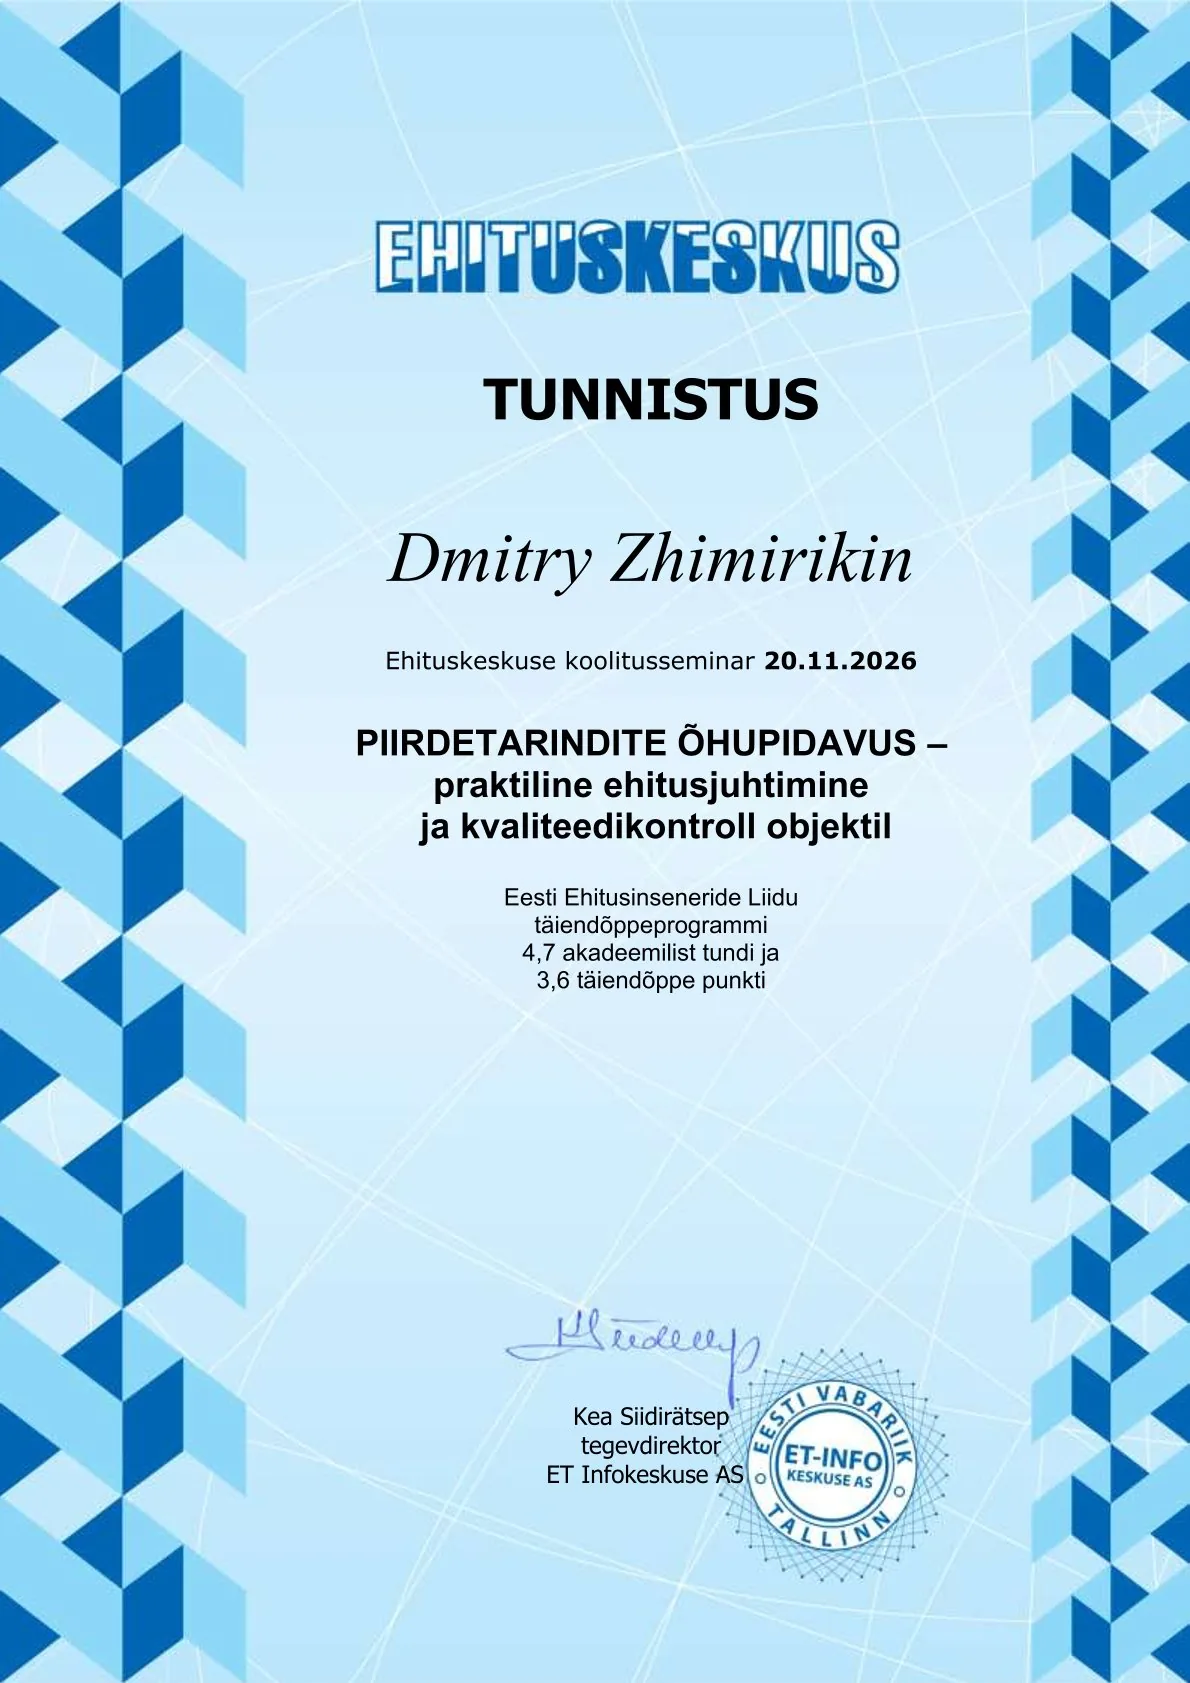 EHITUSKESKUS
TUNNISTUS
Dmitry Zhimirikin
Ehituskeskuse koolitusseminar 20.11.2026
PIIRDETARINDITE ÕHUPIDAVUS –
praktiline ehitusjuhtimine
ja kvaliteedikontroll objektil
Eesti Ehitusinseneride Liidu
täiendõppeprogrammi
4,7 akadeemilist tundi ja
3,6 täiendõppe punkti
Kea Siidirätsep
tegevdirektor
ET Infokeskuse AS
EESTI VABARIIK
ET-INFO
KESKUSE AS
TALLINN